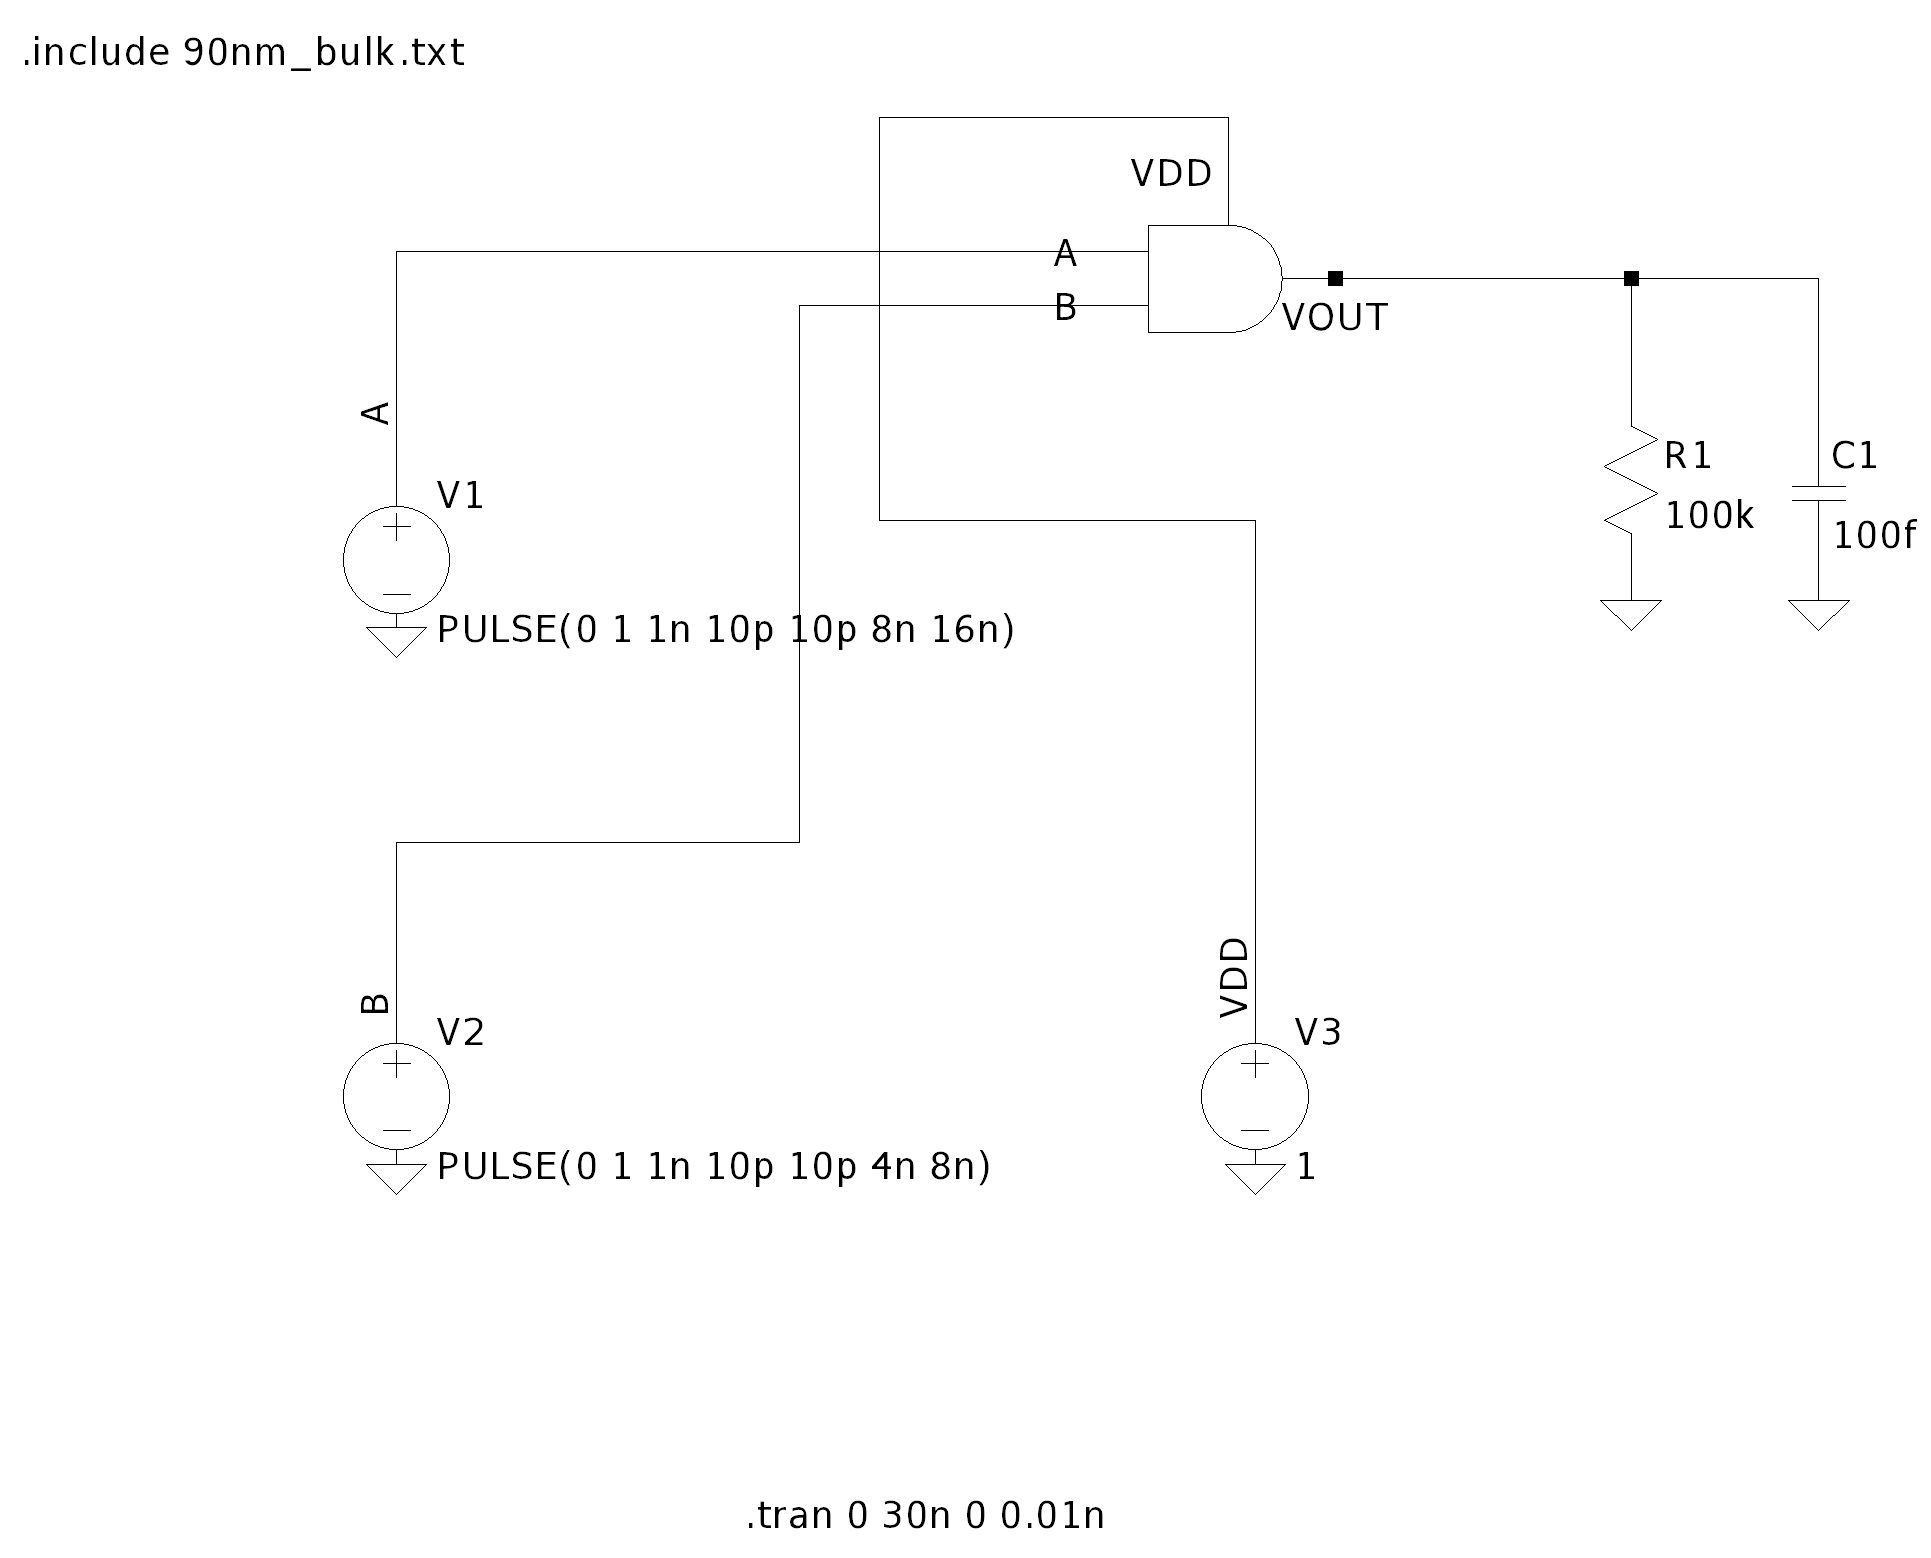 .include 90nm_bulk.txt
VDD
A
B
VOUT
A
V1
PULSE(0 1 1n 10p 10p 8n 16n)
R1
100k
C1
100f
B
V2
PULSE(0 1 1n 10p 10p 4n 8n)
VDD
V3
1
.tran 0 30n 0 0.01n